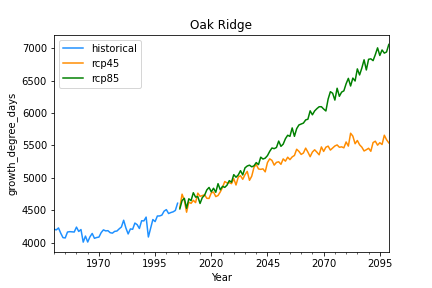 Oak Ridge
historical
rcp45
rcp85
growth_degree_days
7000
6500
6000
5500
5000
4500
4000
1970 1995 2020 2045 2070 2095
Year